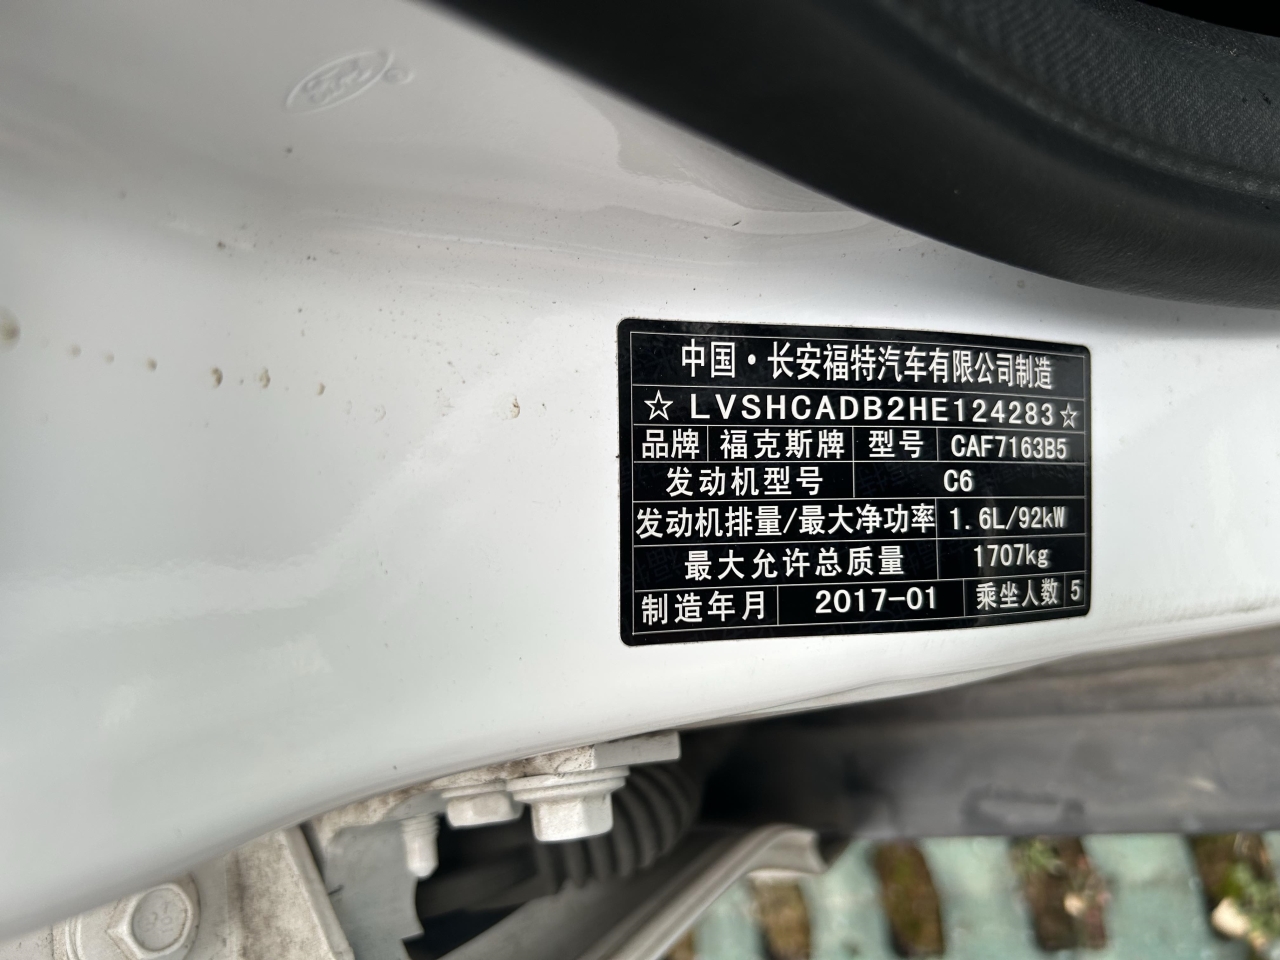 中国·长安福特汽车有限公司制造
☆ LVSHCADB2HE124283 ☆
品牌 福克斯牌 型号 CAF7163B5
发动机型号 C6
发动机排量/最大净功率 1.6L/92kW
最大允许总质量 1707kg
制造年月 2017-01 乘坐人数 5